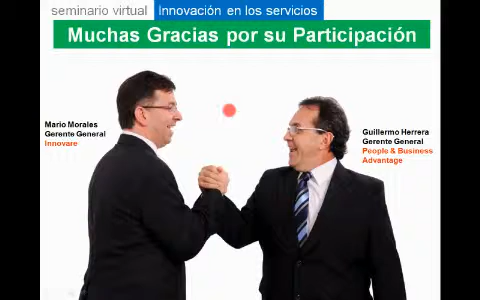 seminario virtual Innovación en los servicios
Muchas Gracias por su Participación
Mario Morales
Gerente General
Innovare
Guillermo Herrera
Gerente General
People & Business
Advantage